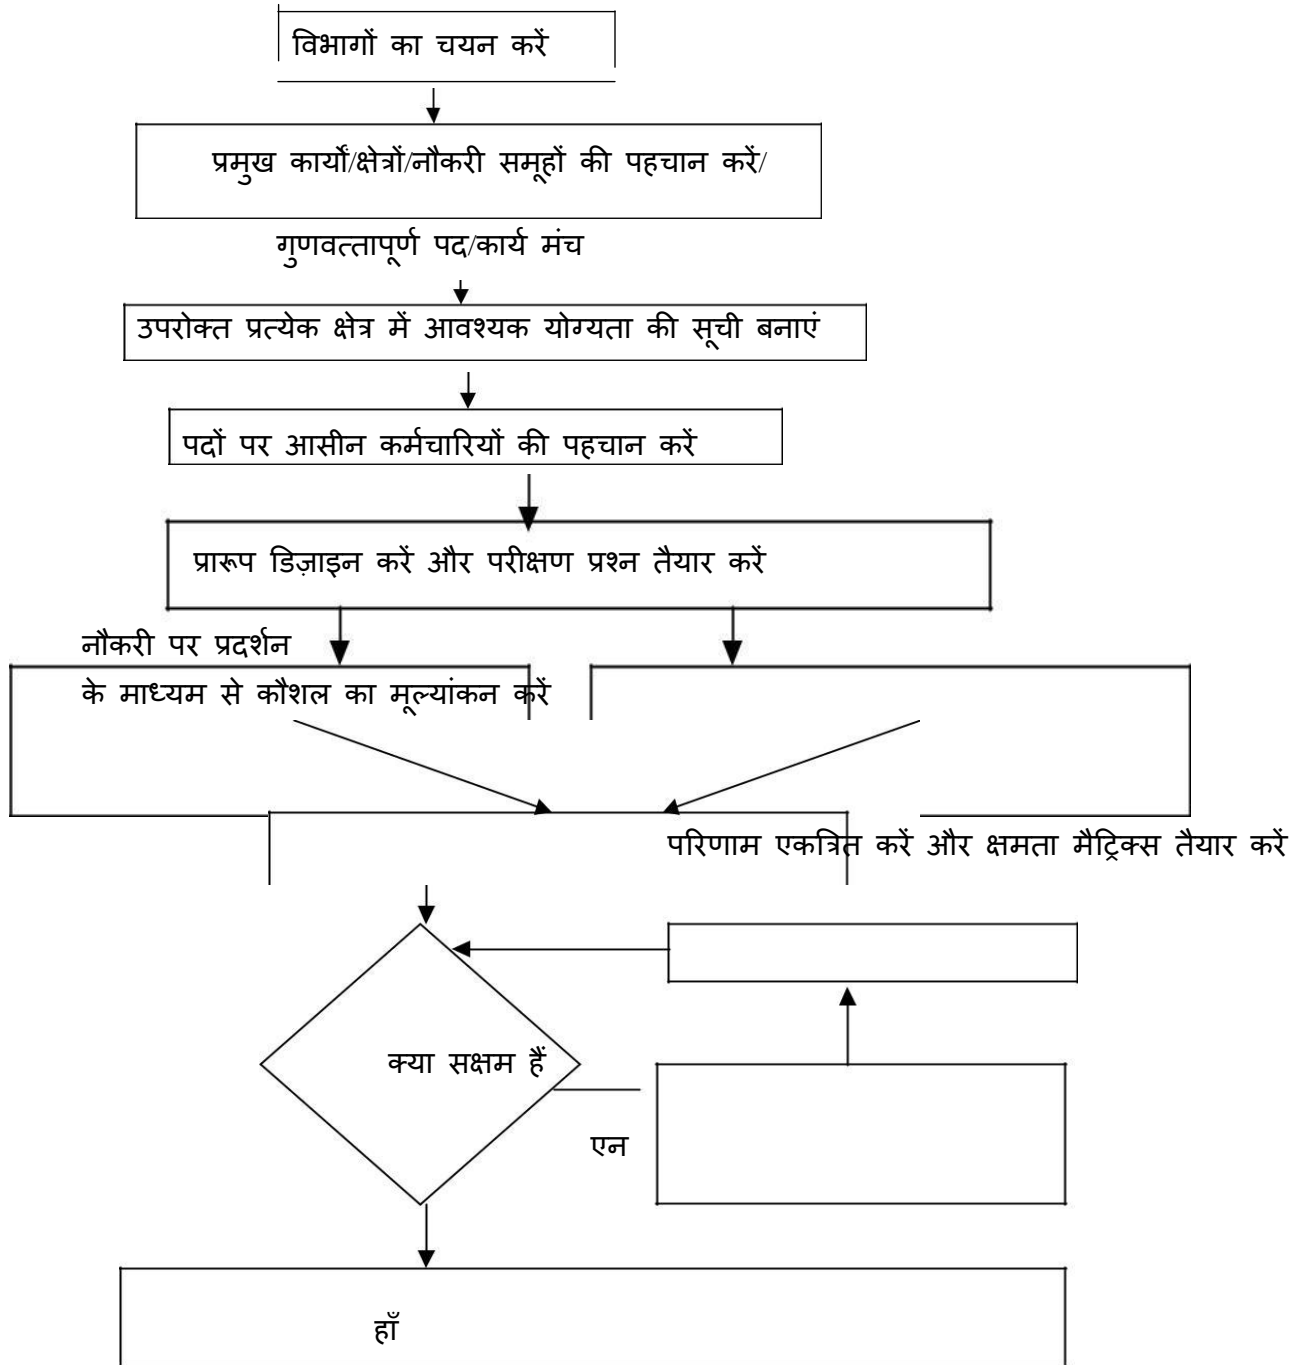 विभागों का चयन करें
प्रमुख कार्यों/क्षेत्रों/नौकरी समूहों की पहचान करें/
गुणवत्तापूर्ण पद/कार्य मंच
उपरोक्त प्रत्येक क्षेत्र में आवश्यक योग्यता की सूची बनाएं
पदों पर आसीन कर्मचारियों की पहचान करें
प्रारूप डिज़ाइन करें और परीक्षण प्रश्न तैयार करें
नौकरी पर प्रदर्शन
के माध्यम से कौशल का मूल्यांकन करें
परिणाम एकत्रित करें और क्षमता मैट्रिक्स तैयार करें
क्या सक्षम हैं
एन
हाँ